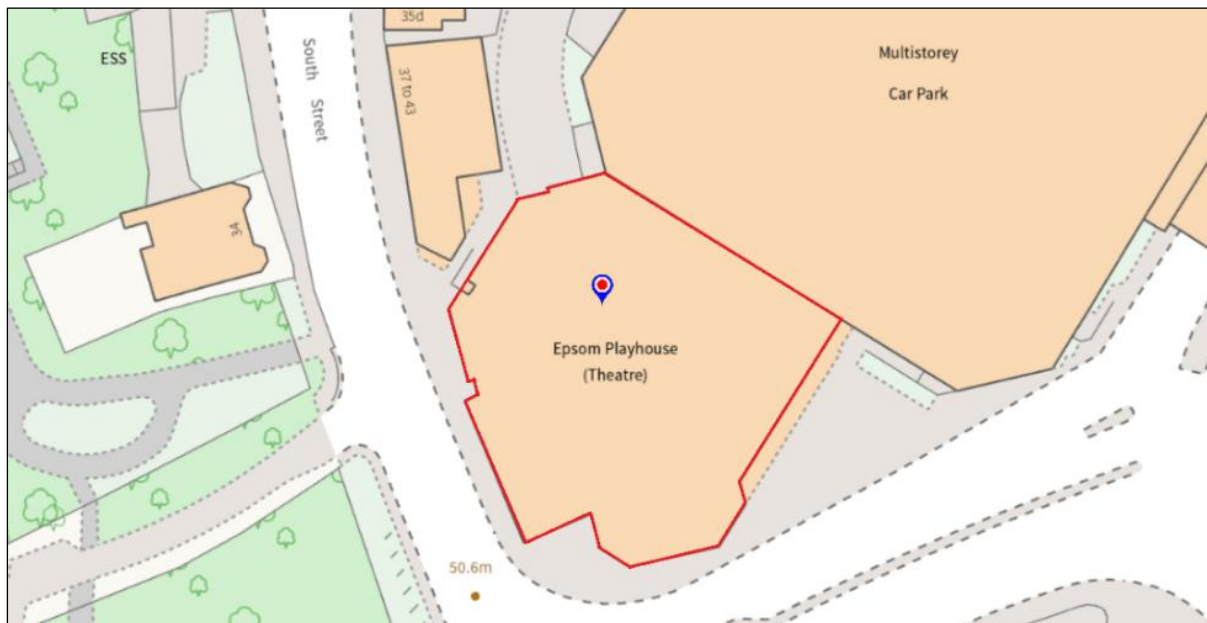 35d
ESS
South Street
37 to 43
Multistorey
Car Park
34
Epsom Playhouse
(Theatre)
50.6m